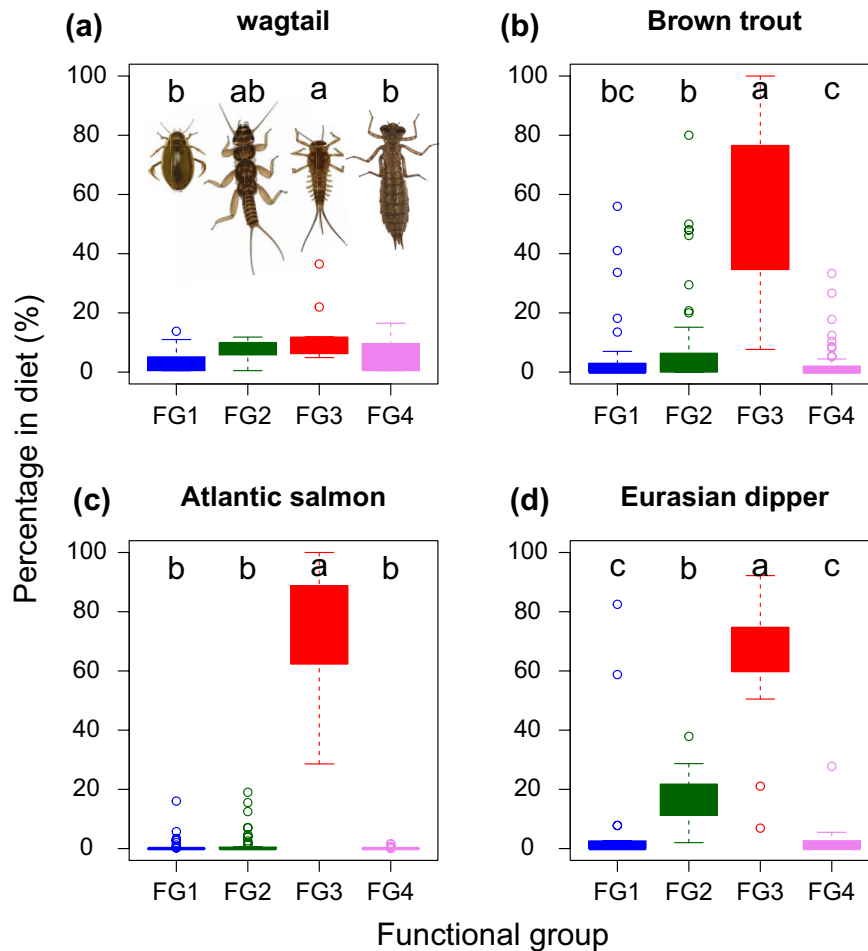 (a) wagtail
b ab a b
100
80
60
40
20
0
FG1 FG2 FG3 FG4
(b) Brown trout
bc b a c
100
80
60
40
20
0
FG1 FG2 FG3 FG4
(c) Atlantic salmon
b b a b
100
80
60
40
20
0
FG1 FG2 FG3 FG4
(d) Eurasian dipper
c b a c
100
80
60
40
20
0
FG1 FG2 FG3 FG4
Percentage in diet (%)
Functional group